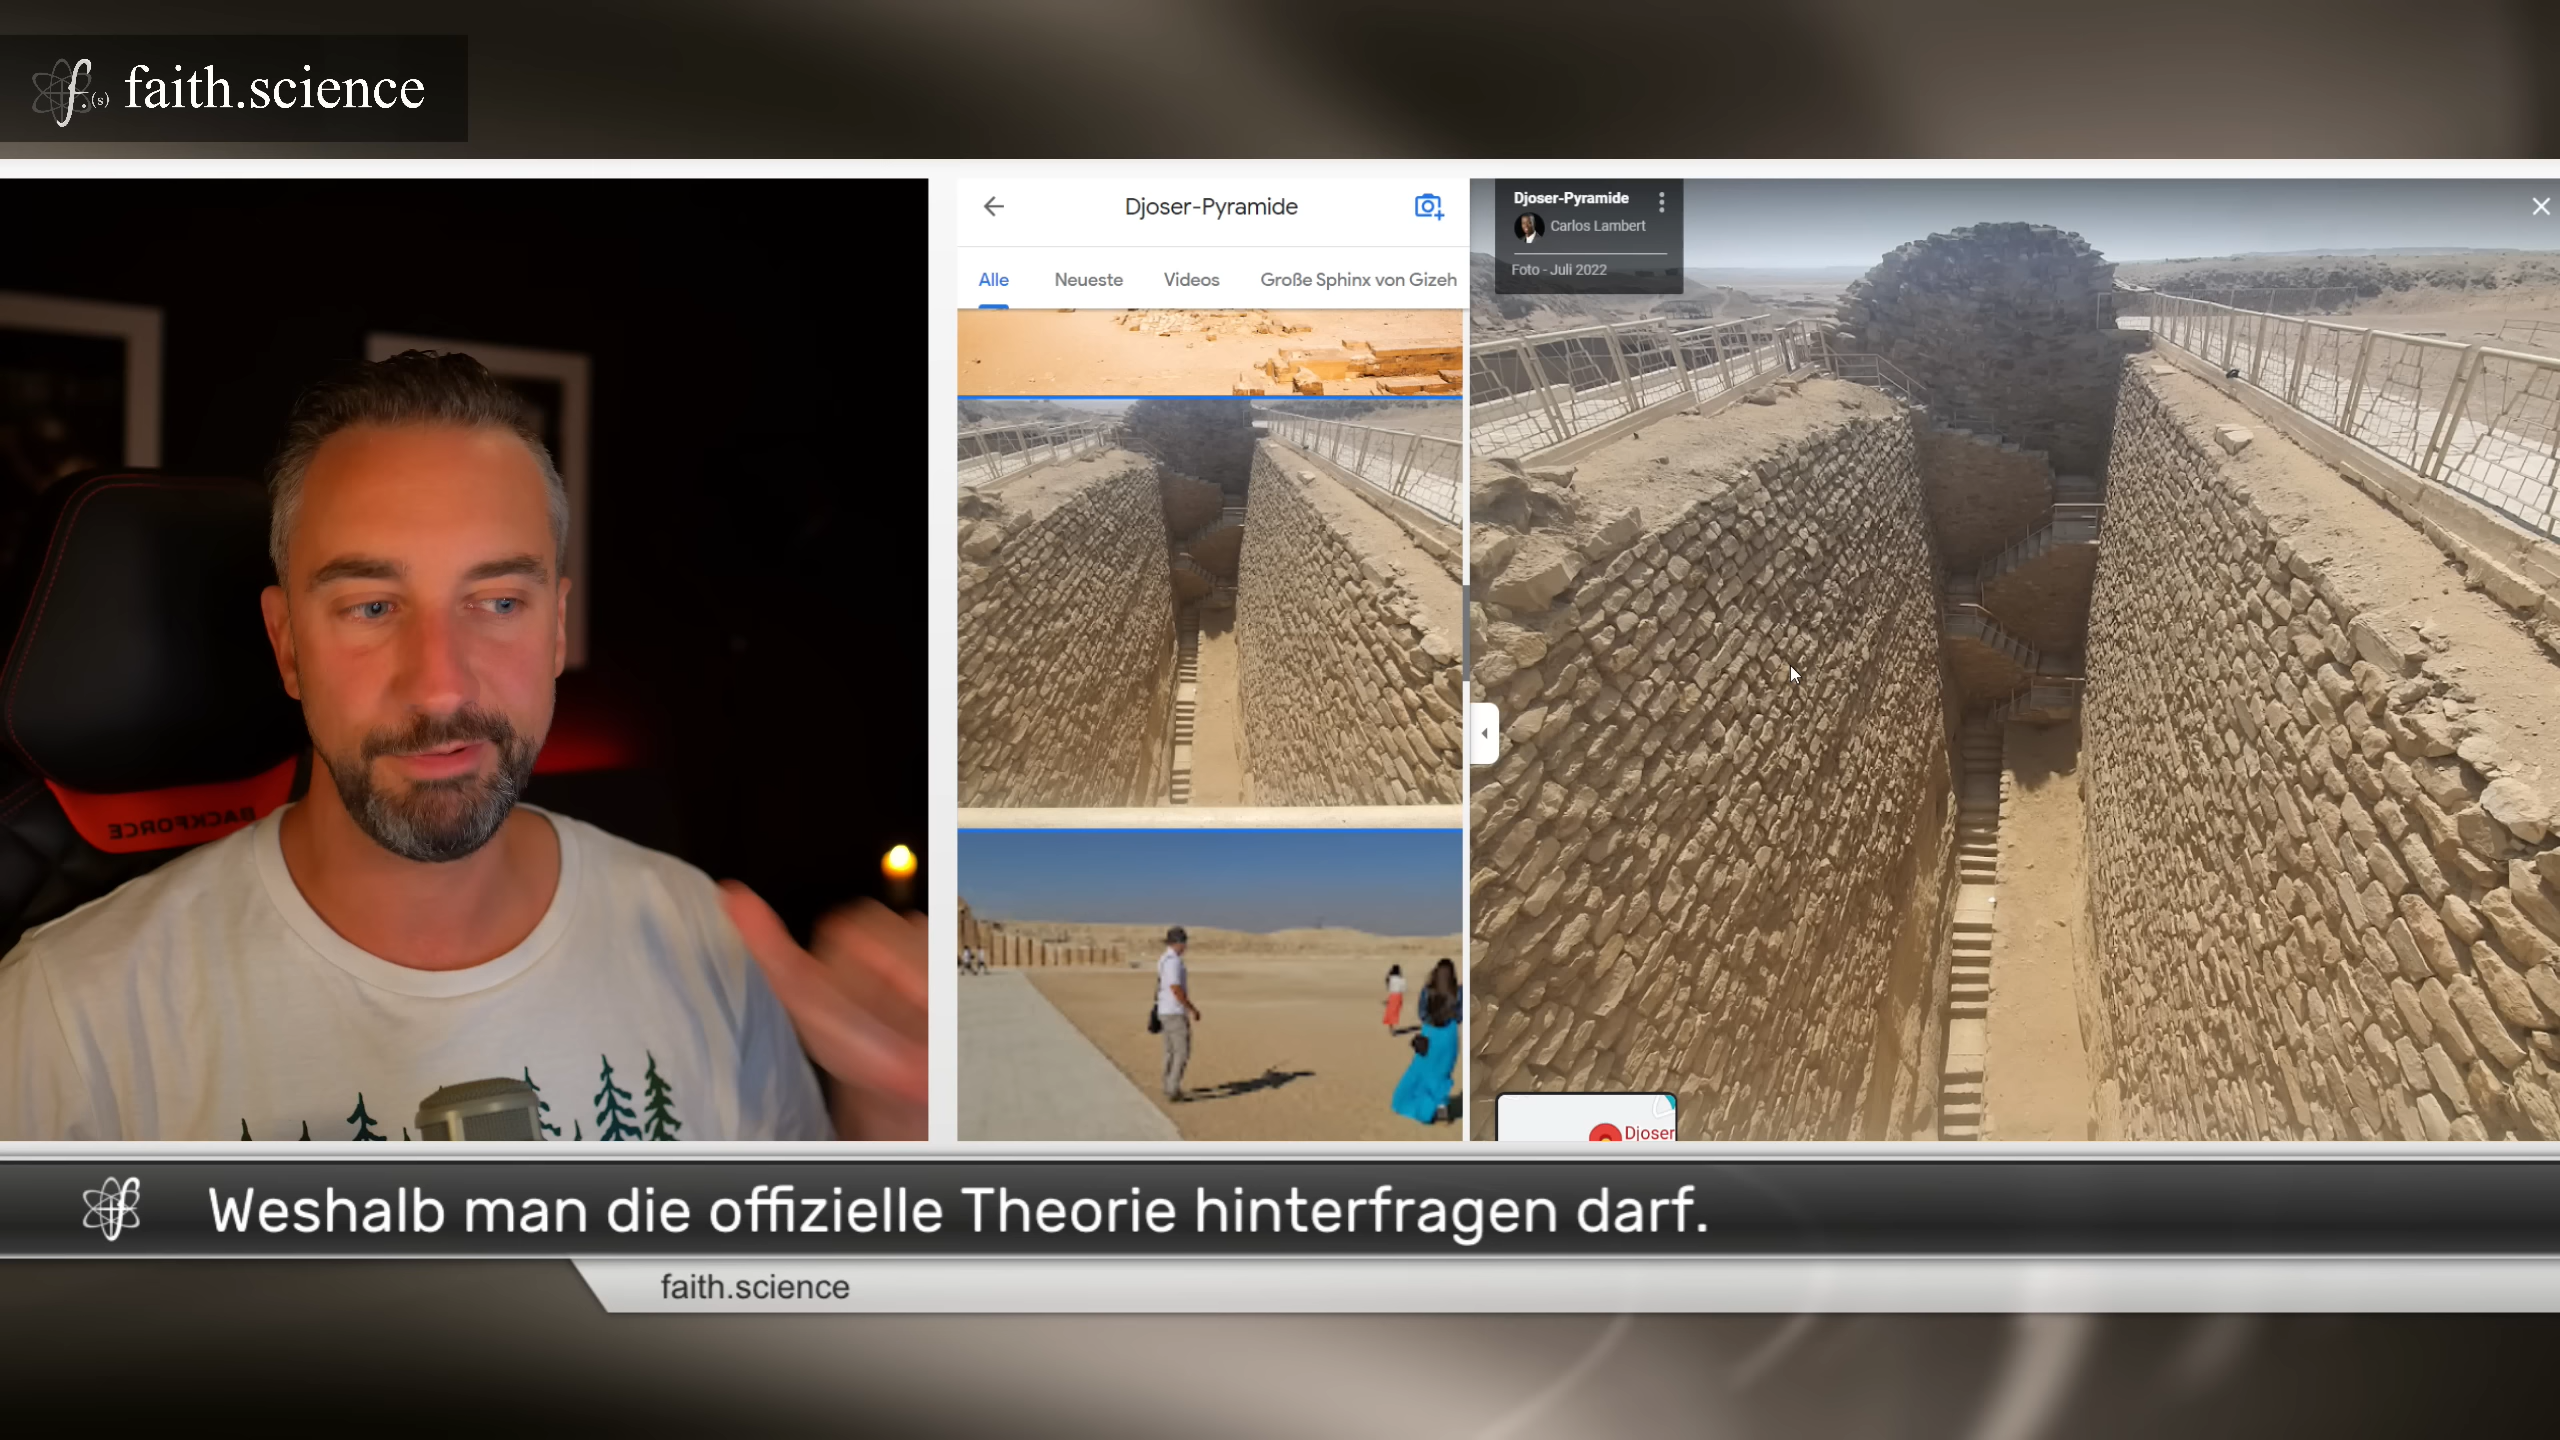 f.(s) faith.science
Djoser-Pyramide
Alle Neueste Videos Große Sphinx von Gizeh
Djoser-Pyramide
Carlos Lambert
Foto - Juli 2022
BACKFORCE
Djoser
Weshalb man die offizielle Theorie hinterfragen darf.
faith.science